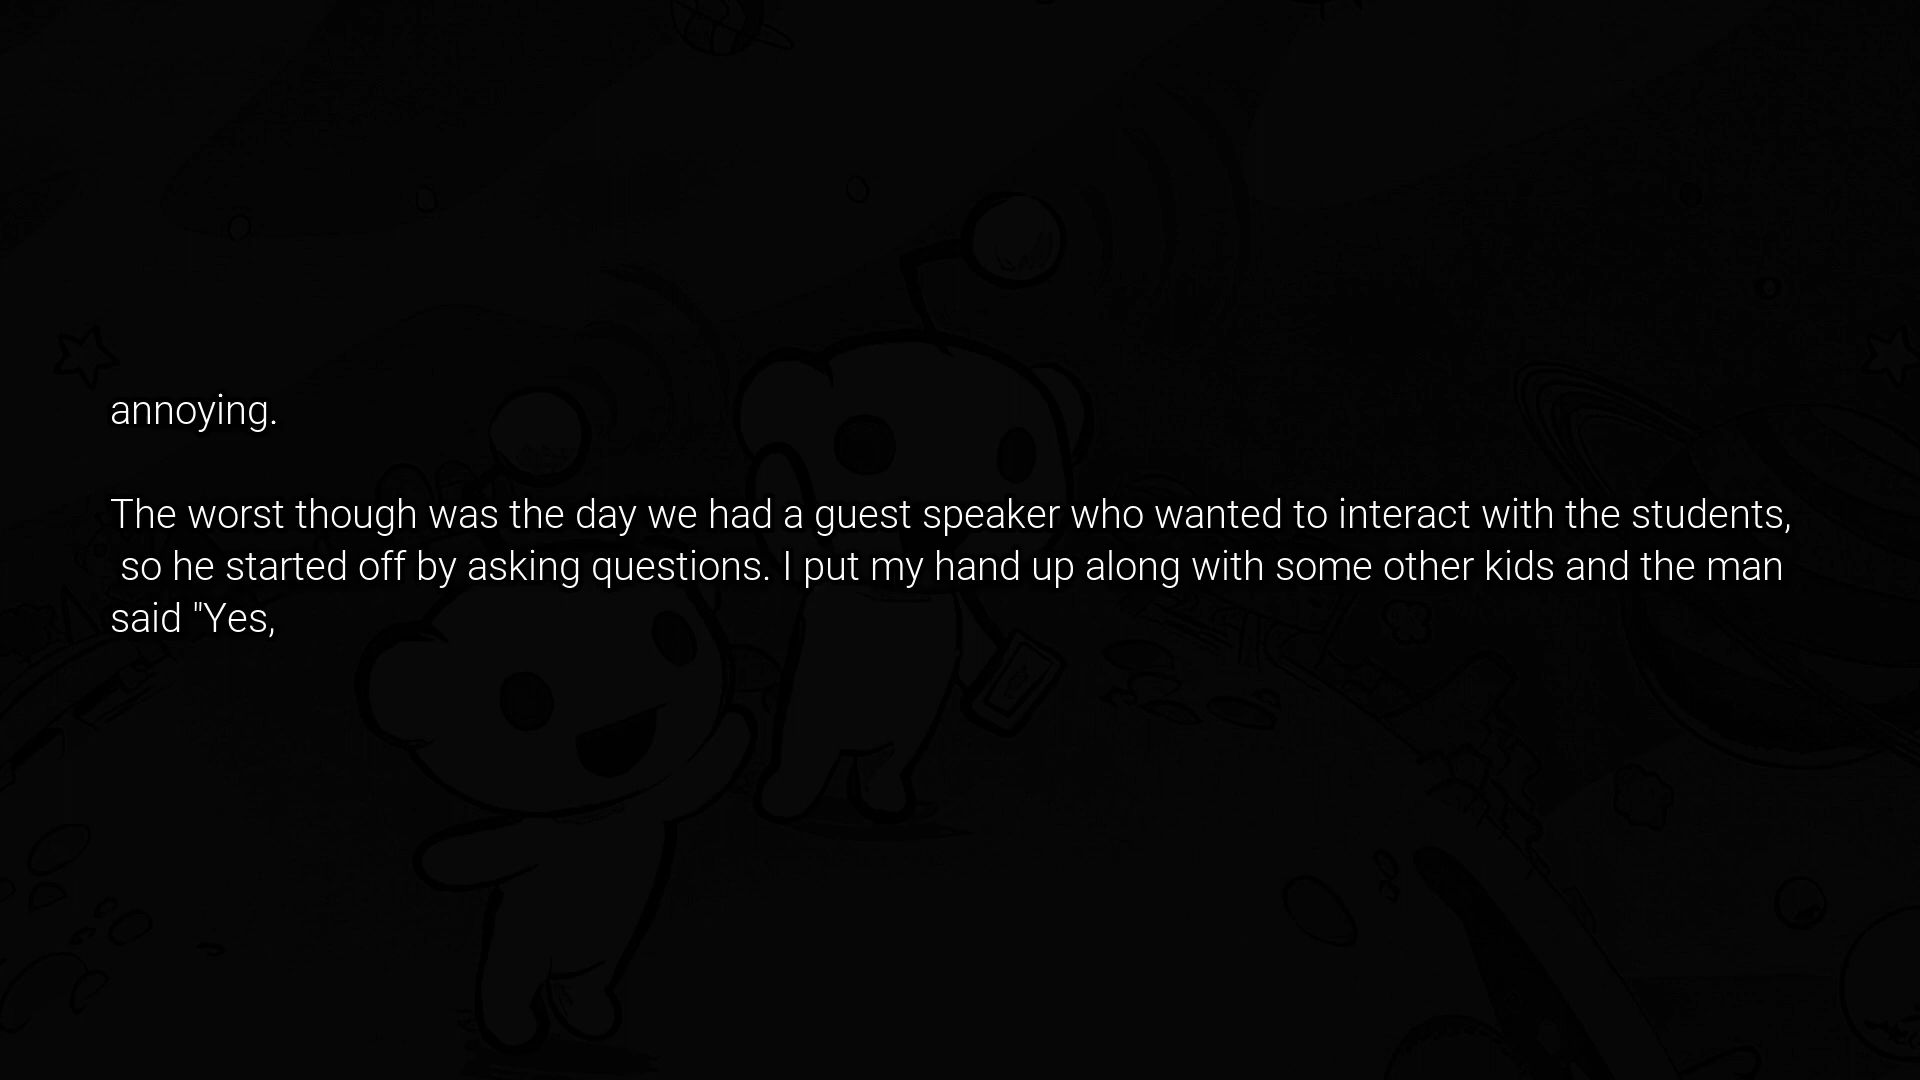 annoying.
The worst though was the day we had a guest speaker who wanted to interact with the students,
so he started off by asking questions. I put my hand up along with some other kids and the man
said "Yes,